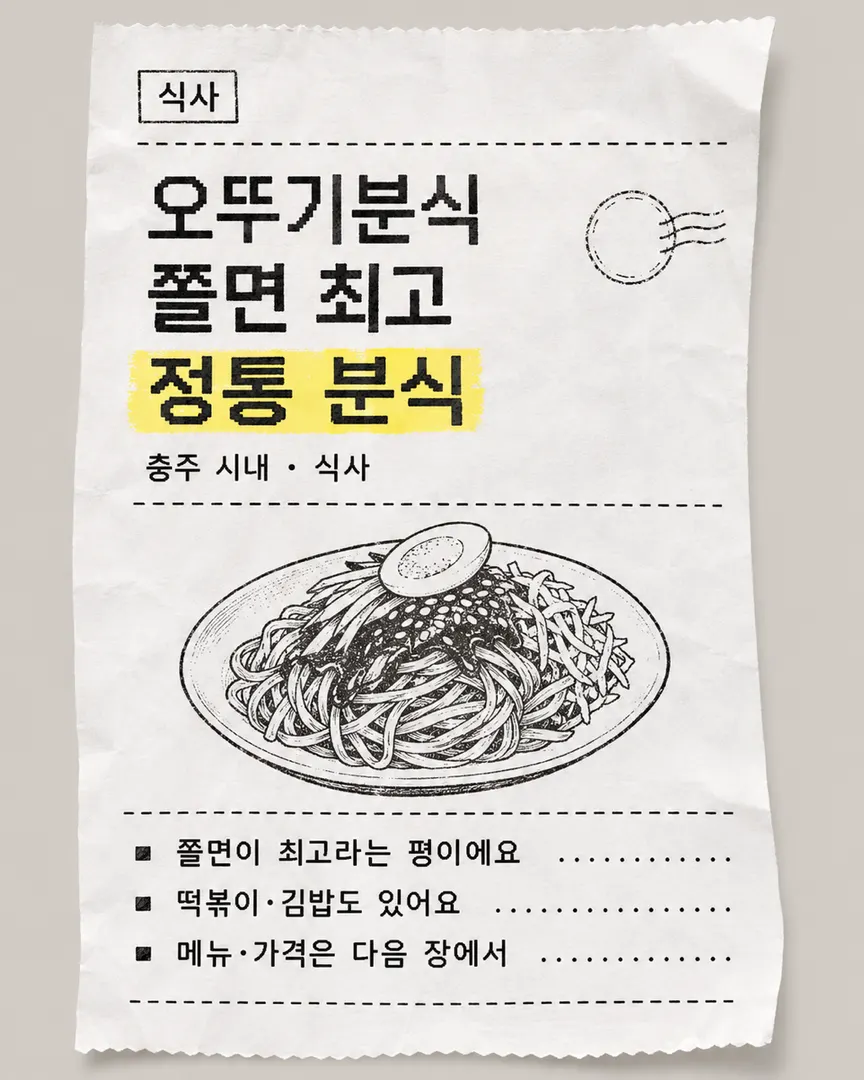 식사
오뚜기분식
쫄면 최고
정통 분식
충주 시내 · 식사
■ 쫄면이 최고라는 평이에요 ............
■ 떡볶이·김밥도 있어요 .................
■ 메뉴·가격은 다음 장에서 ..............